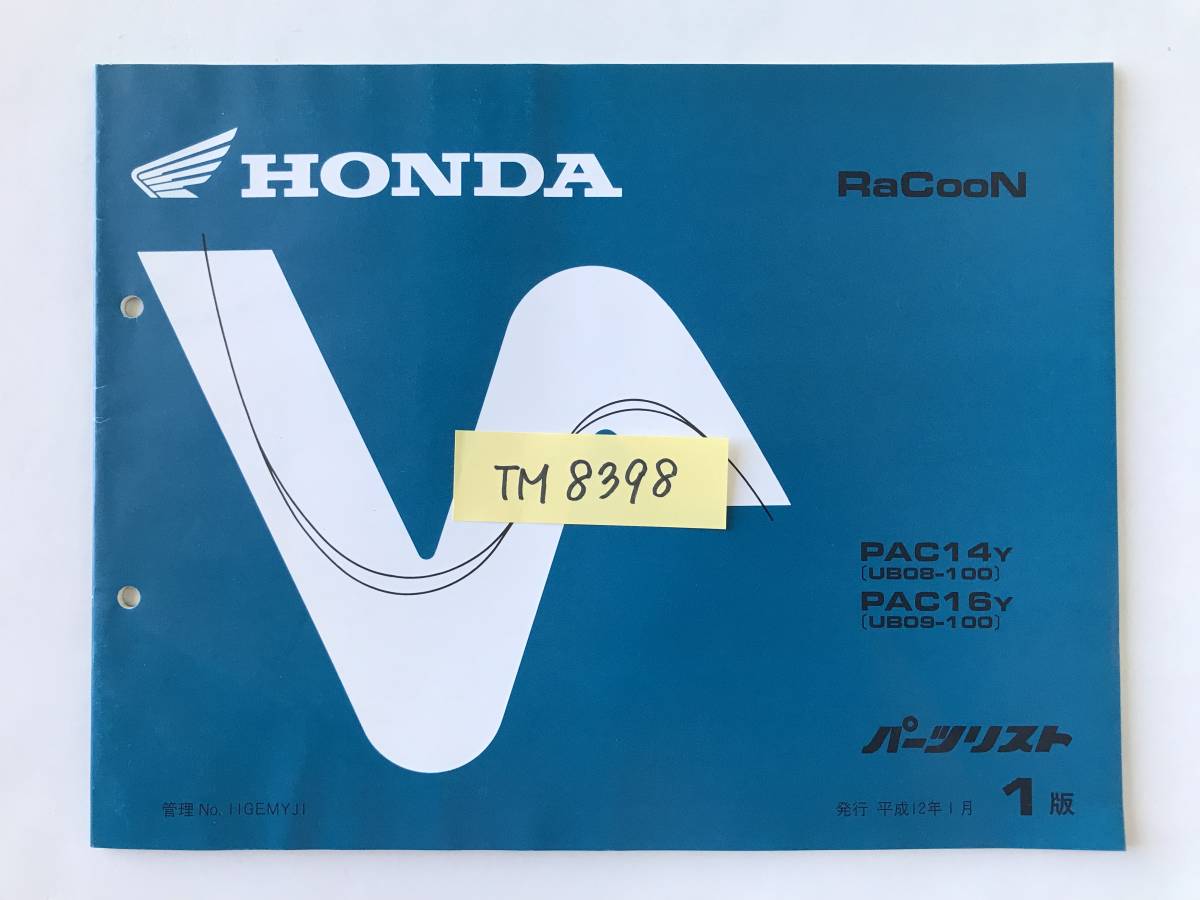 HONDA
RaCooN
TM 8398
PAC14Y
〔UB08-100〕
PAC16Y
〔UB09-100〕
パーツリスト
管理 No. 11GEMYJ1
発行 平成12年1月 1版